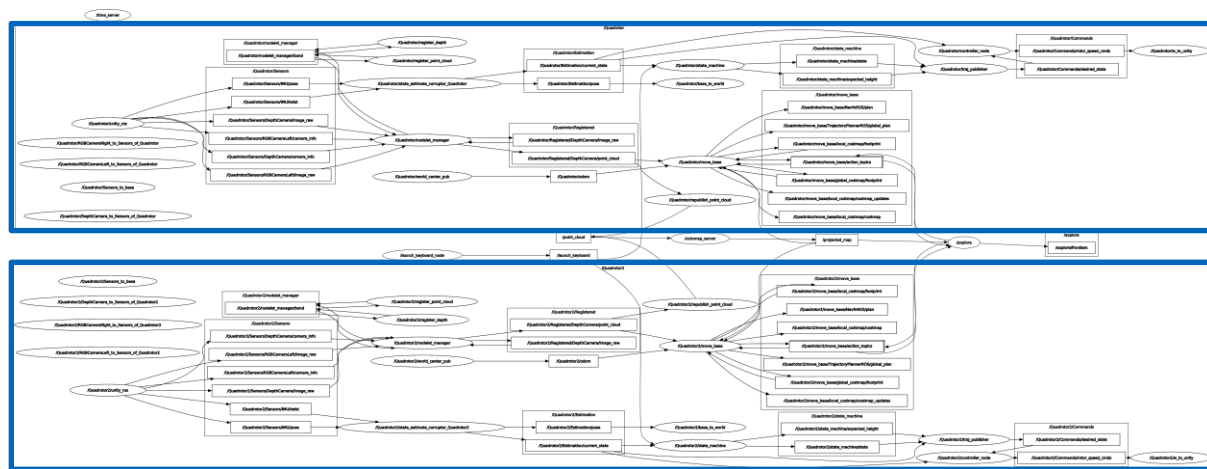 /time_server
/Quadrotor
/Quadrotor/nodelet_manager
/Quadrotor/nodelet_manager/bond
/Quadrotor/register_depth
/Quadrotor/register_point_cloud
/Quadrotor/Sensors
/Quadrotor/Sensors/IMU/pose
/Quadrotor/Sensors/IMU/twist
/Quadrotor/Sensors/DepthCamera/image_raw
/Quadrotor/Sensors/RGBCameraLeft/camera_info
/Quadrotor/Sensors/DepthCamera/camera_info
/Quadrotor/Sensors/RGBCameraLeft/image_raw
/Quadrotor/unity_ros
/Quadrotor/RGBCameraRight_to_Sensors_of_Quadrotor
/Quadrotor/RGBCameraLeft_to_Sensors_of_Quadrotor
/Quadrotor/Sensors_to_base
/Quadrotor/DepthCamera_to_Sensors_of_Quadrotor
/Quadrotor/state_estimate_corruptor_Quadrotor
/Quadrotor/nodelet_manager
/Quadrotor/world_center_pub
/Quadrotor/Estimation
/Quadrotor/Estimation/current_state
/Quadrotor/Estimation/pose
/Quadrotor/Registered
/Quadrotor/Registered/DepthCamera/image_raw
/Quadrotor/Registered/DepthCamera/point_cloud
/Quadrotor/odom
/Quadrotor/state_machine
/Quadrotor/base_to_world
/Quadrotor/move_base
/Quadrotor/republish_point_cloud
/Quadrotor/state_machine
/Quadrotor/state_machine/state
/Quadrotor/state_machine/expected_height
/Quadrotor/move_base
/Quadrotor/move_base/NavfnROS/plan
/Quadrotor/move_base/TrajectoryPlannerROS/global_plan
/Quadrotor/move_base/local_costmap/footprint
/Quadrotor/move_base/action_topics
/Quadrotor/move_base/global_costmap/footprint
/Quadrotor/move_base/local_costmap/costmap_updates
/Quadrotor/move_base/local_costmap/costmap
/Quadrotor/controller_node
/Quadrotor/traj_publisher
/Quadrotor/Commands
/Quadrotor/Commands/rotor_speed_cmds
/Quadrotor/Commands/desired_state
/Quadrotor/ro_to_unity
/point_cloud
/octomap_server
/projected_map
/explore
/explore
/explore/frontiers
/launch_keyboard_node
/launch_keyboard
/Quadrotor2
/Quadrotor2/Sensors_to_base
/Quadrotor2/DepthCamera_to_Sensors_of_Quadrotor2
/Quadrotor2/RGBCameraRight_to_Sensors_of_Quadrotor2
/Quadrotor2/RGBCameraLeft_to_Sensors_of_Quadrotor2
/Quadrotor2/unity_ros
/Quadrotor2/nodelet_manager
/Quadrotor2/nodelet_manager/bond
/Quadrotor2/register_point_cloud
/Quadrotor2/register_depth
/Quadrotor2/Sensors
/Quadrotor2/Sensors/DepthCamera/camera_info
/Quadrotor2/Sensors/RGBCameraLeft/image_raw
/Quadrotor2/Sensors/RGBCameraLeft/camera_info
/Quadrotor2/Sensors/DepthCamera/image_raw
/Quadrotor2/Sensors/IMU/twist
/Quadrotor2/Sensors/IMU/pose
/Quadrotor2/nodelet_manager
/Quadrotor2/world_center_pub
/Quadrotor2/state_estimate_corruptor_Quadrotor2
/Quadrotor2/Registered
/Quadrotor2/Registered/DepthCamera/point_cloud
/Quadrotor2/Registered/DepthCamera/image_raw
/Quadrotor2/odom
/Quadrotor2/Estimation
/Quadrotor2/Estimation/pose
/Quadrotor2/Estimation/current_state
/Quadrotor2/republish_point_cloud
/Quadrotor2/move_base
/Quadrotor2/base_to_world
/Quadrotor2/state_machine
/Quadrotor2/move_base
/Quadrotor2/move_base/local_costmap/footprint
/Quadrotor2/move_base/NavfnROS/plan
/Quadrotor2/move_base/local_costmap/costmap
/Quadrotor2/move_base/action_topics
/Quadrotor2/move_base/TrajectoryPlannerROS/global_plan
/Quadrotor2/move_base/global_costmap/footprint
/Quadrotor2/move_base/local_costmap/costmap_updates
/Quadrotor2/state_machine
/Quadrotor2/state_machine/expected_height
/Quadrotor2/state_machine/state
/Quadrotor2/traj_publisher
/Quadrotor2/controller_node
/Quadrotor2/Commands
/Quadrotor2/Commands/desired_state
/Quadrotor2/Commands/rotor_speed_cmds
/Quadrotor2/ro_to_unity